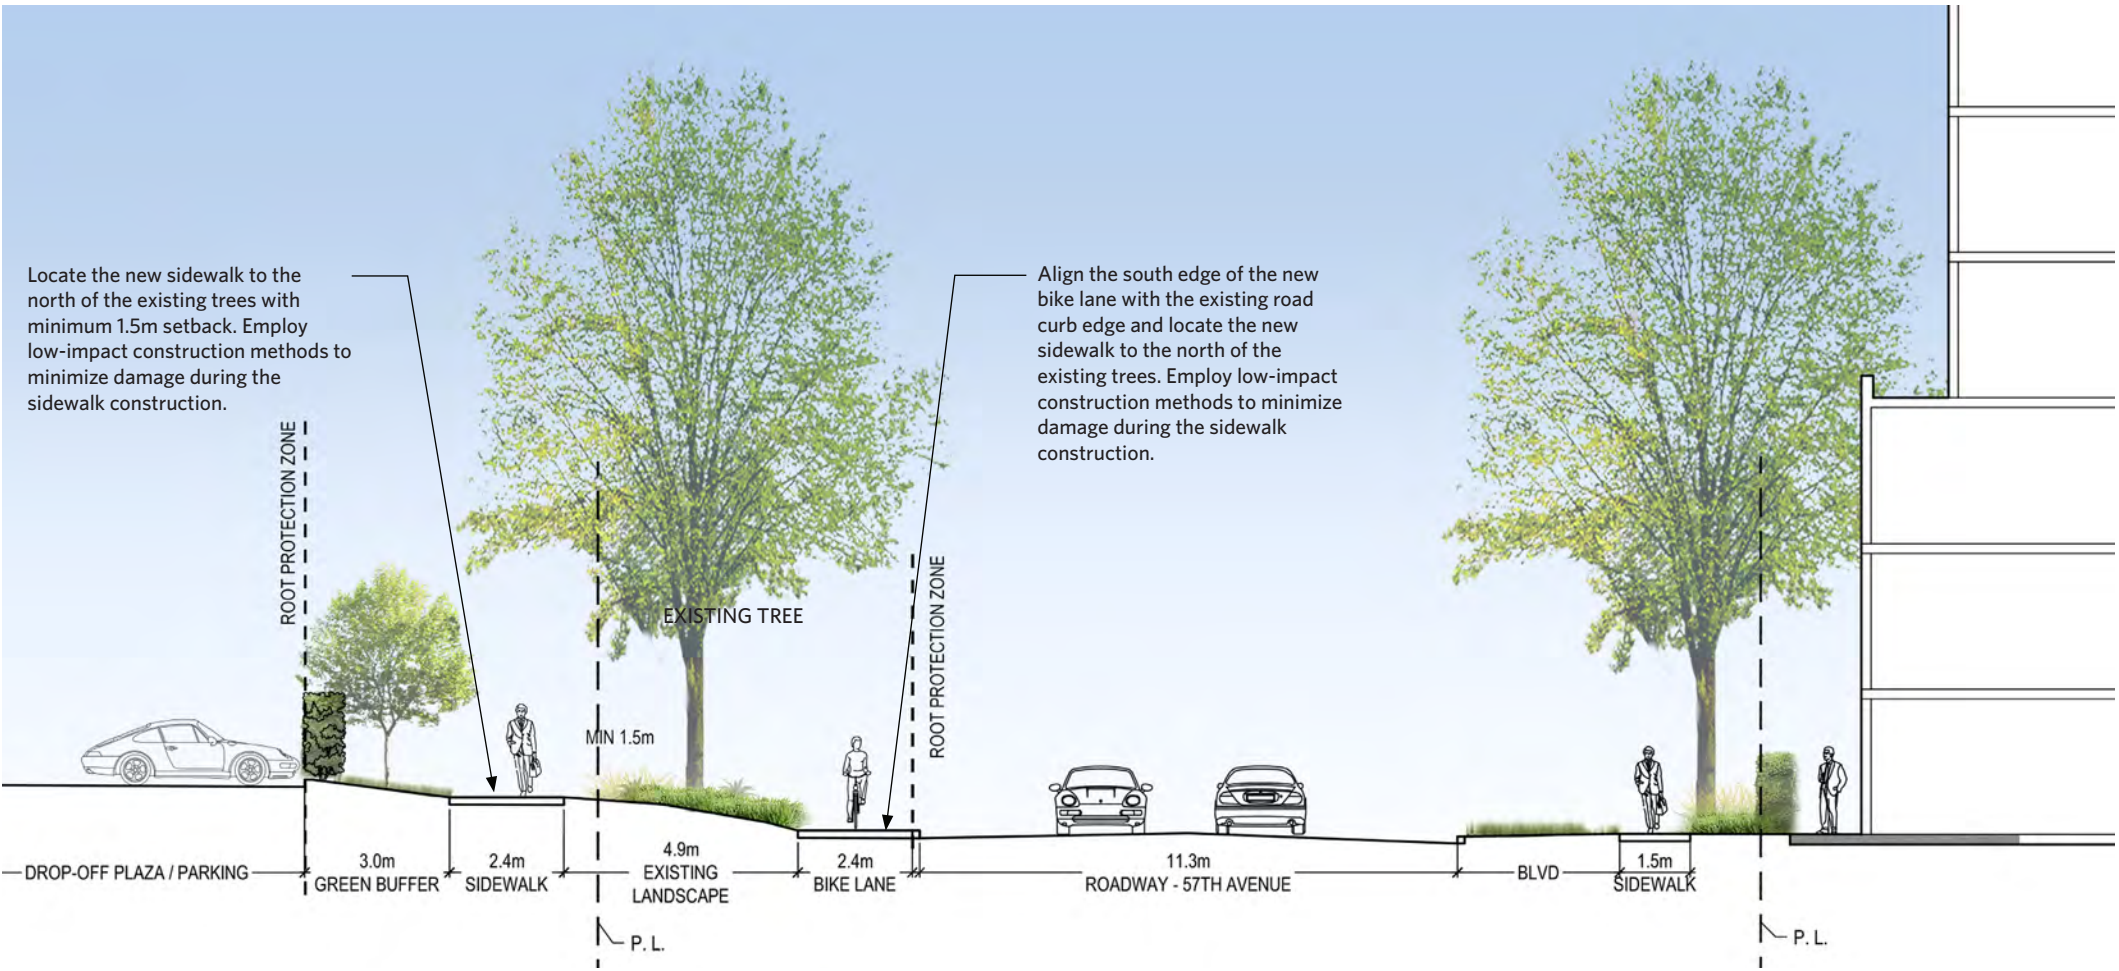 Locate the new sidewalk to the
north of the existing trees with
minimum 1.5m setback. Employ
low-impact construction methods to
minimize damage during the
sidewalk construction.
Align the south edge of the new
bike lane with the existing road
curb edge and locate the new
sidewalk to the north of the
existing trees. Employ low-impact
construction methods to minimize
damage during the sidewalk
construction.
ROOT PROTECTION ZONE
EXISTING TREE
ROOT PROTECTION ZONE
MIN 1.5m
DROP-OFF PLAZA / PARKING
3.0m
GREEN BUFFER
2.4m
SIDEWALK
4.9m
EXISTING
LANDSCAPE
2.4m
BIKE LANE
11.3m
ROADWAY - 57TH AVENUE
BLVD
1.5m
SIDEWALK
P. L.
P. L.